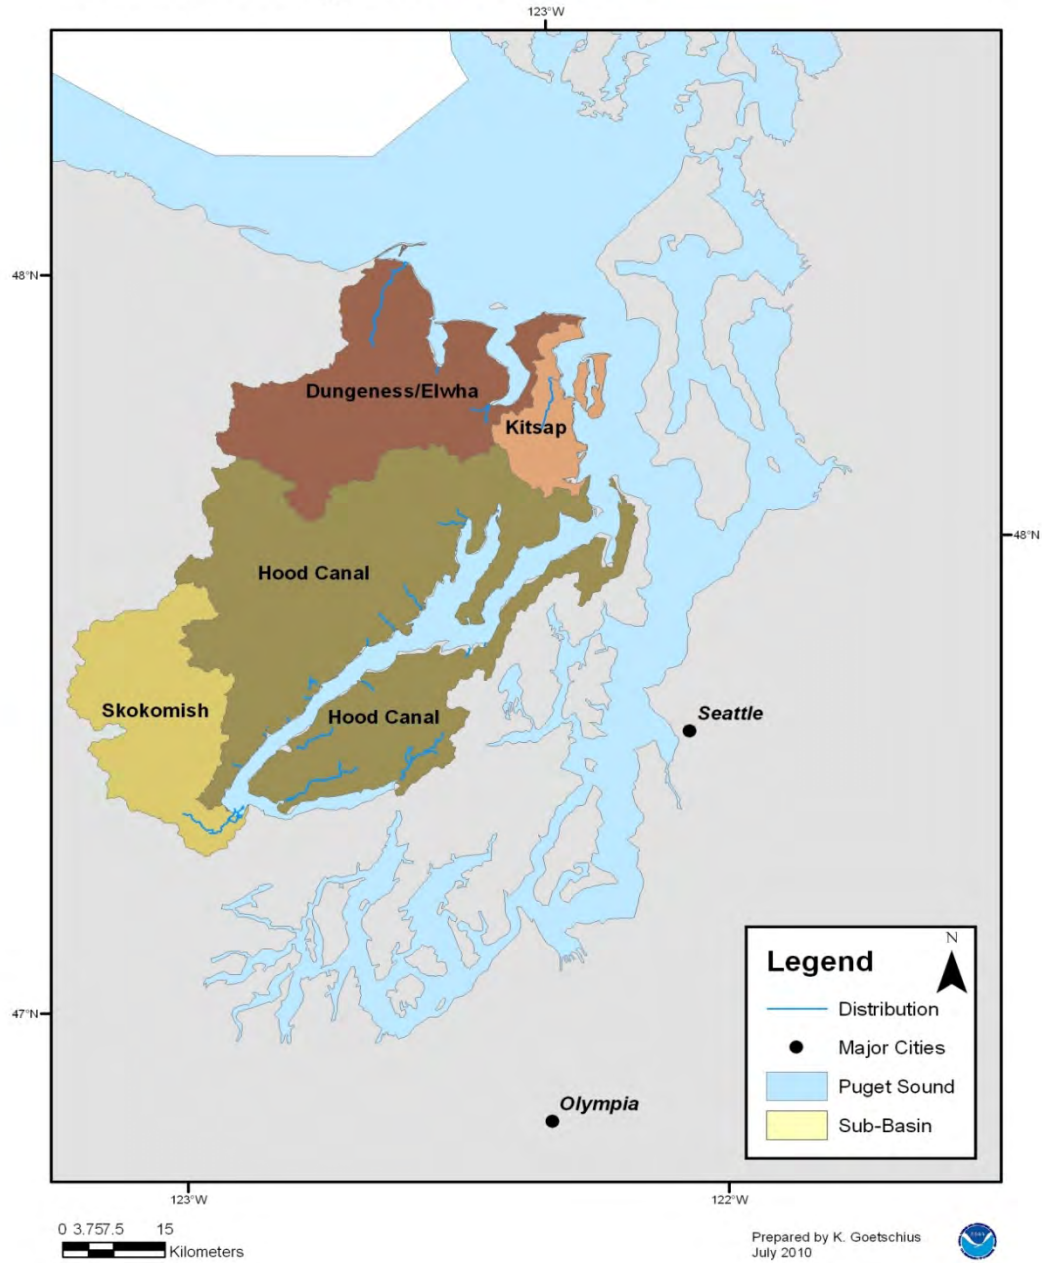 123°W
48°N
Dungeness/Elwha
Kitsap
48°N
Hood Canal
Skokomish
Hood Canal
Seattle
47°N
Olympia
Legend
N
Distribution
Major Cities
Puget Sound
Sub-Basin
123°W
122°W
0 3.757.5 15
Kilometers
Prepared by K. Goetschius
July 2010